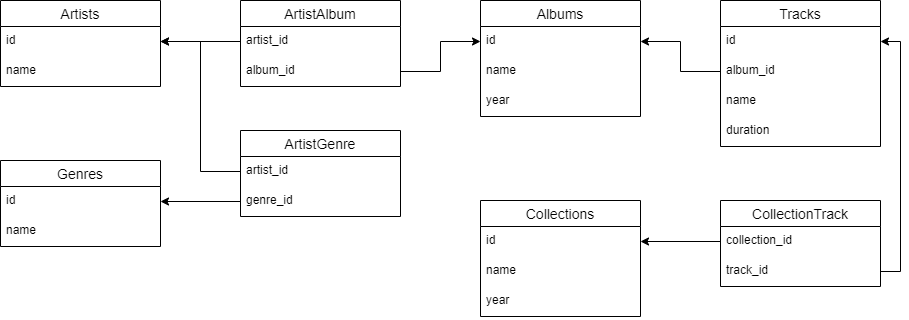 Artists
id
name
ArtistAlbum
artist_id
album_id
Albums
id
name
year
Tracks
id
album_id
name
duration
Genres
id
name
ArtistGenre
artist_id
genre_id
Collections
id
name
year
CollectionTrack
collection_id
track_id